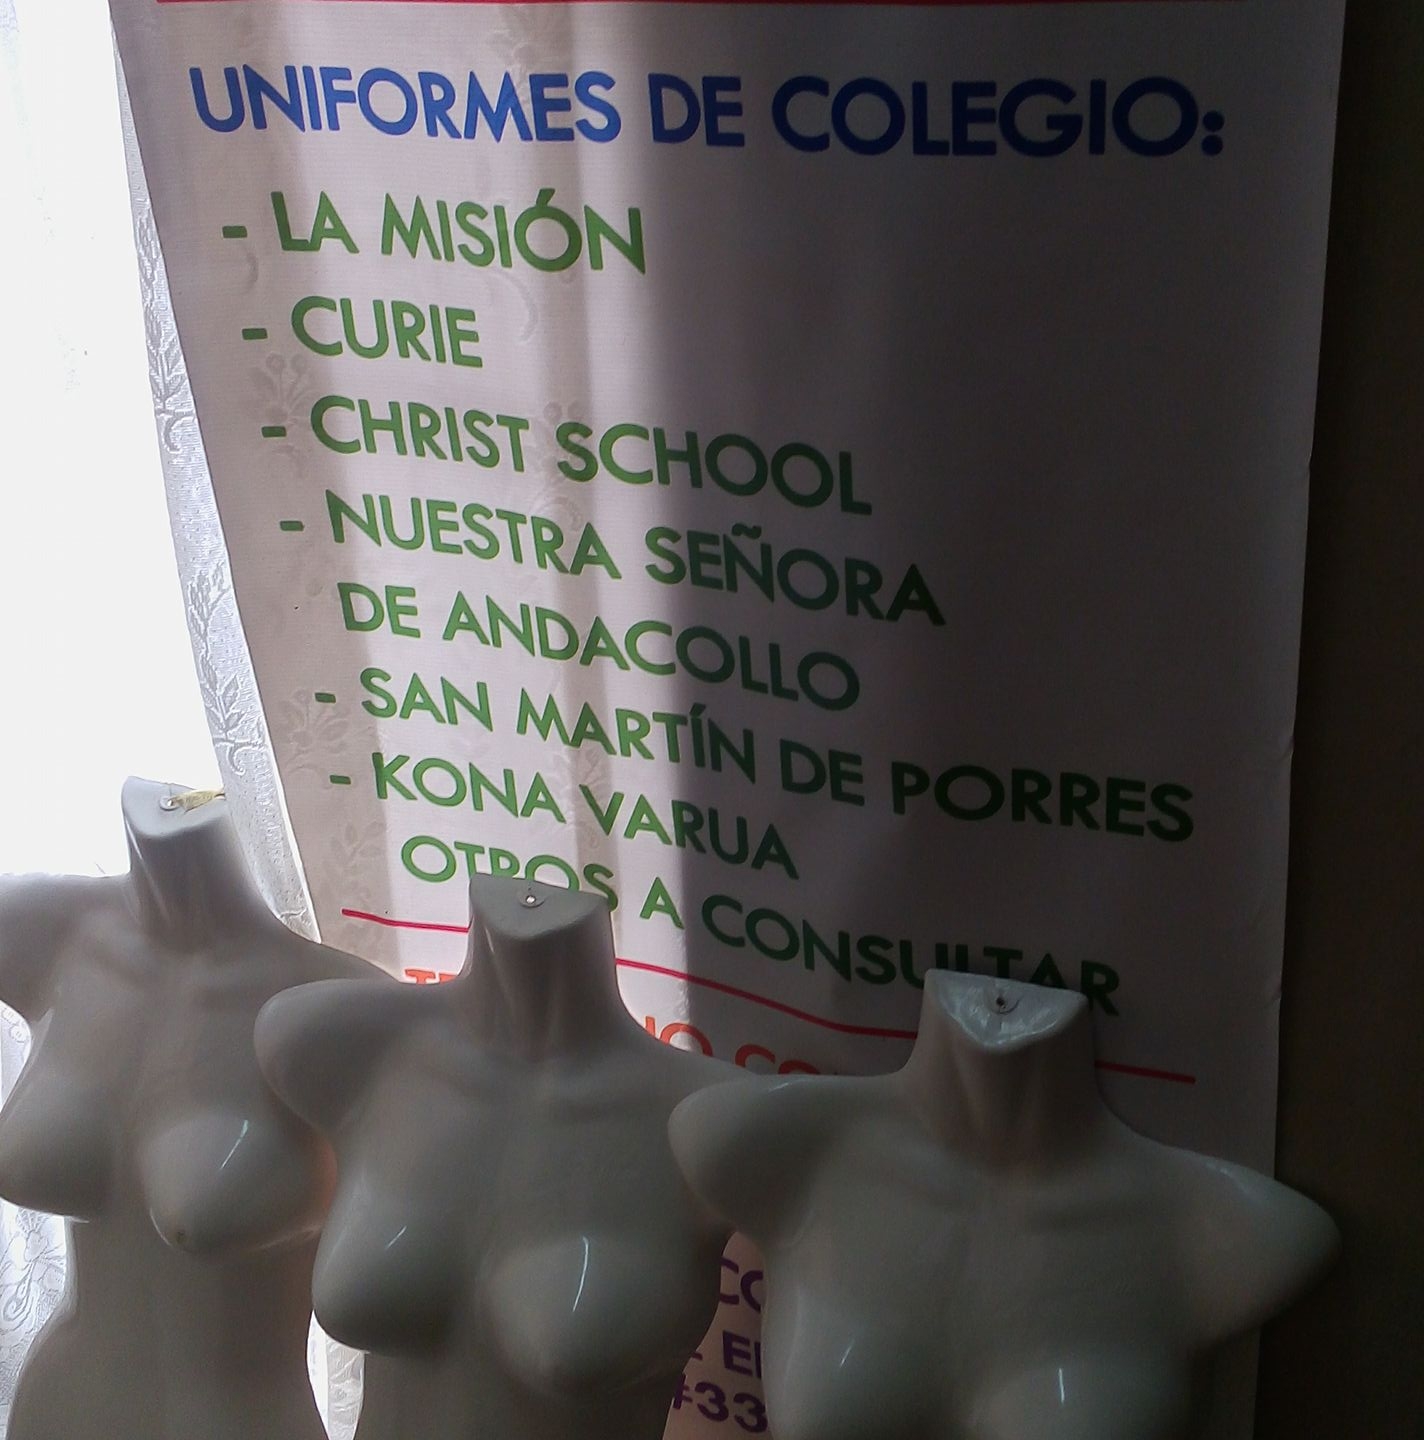 UNIFORMES DE COLEGIO:
- LA MISIÓN
- CURIE
- CHRIST SCHOOL
- NUESTRA SEÑORA
DE ANDACOLLO
- SAN MARTÍN DE PORRES
- KONA VARUA
OTROS A CONSULTAR
#33